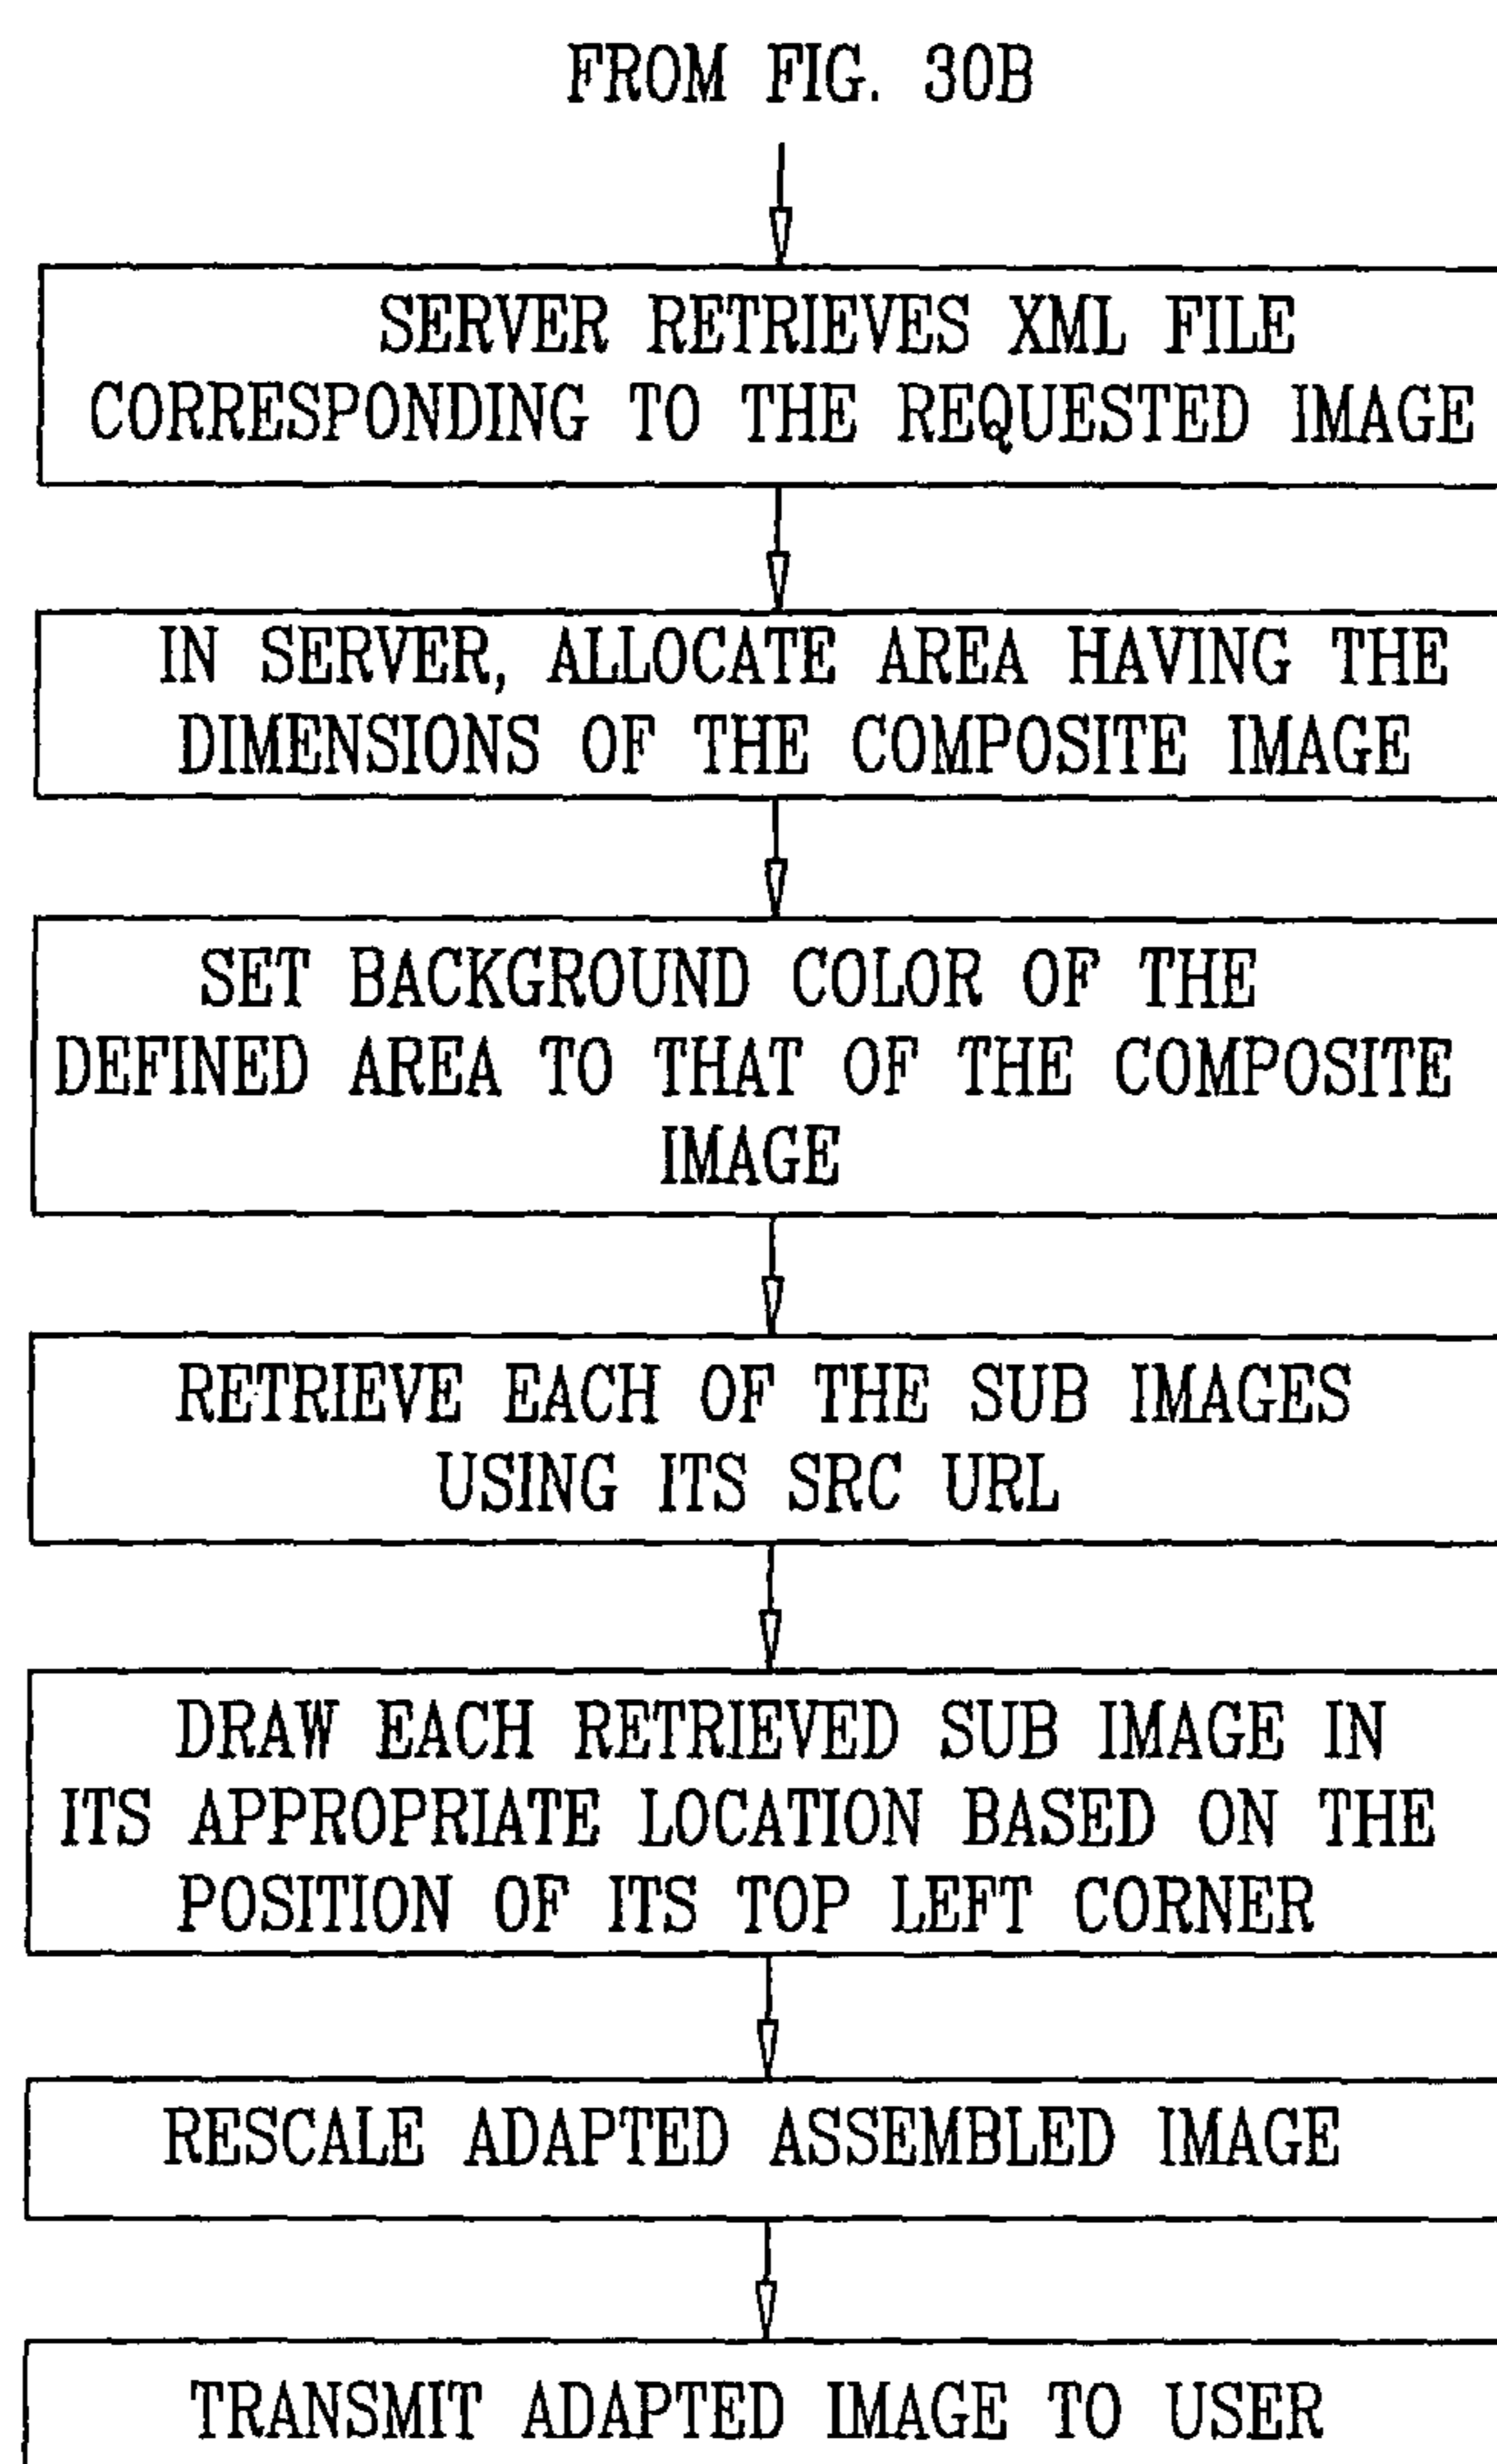 FROM FIG. 30B
SERVER RETRIEVES XML FILE
CORRESPONDING TO THE REQUESTED IMAGE
IN SERVER, ALLOCATE AREA HAVING THE
DIMENSIONS OF THE COMPOSITE IMAGE
SET BACKGROUND COLOR OF THE
DEFINED AREA TO THAT OF THE COMPOSITE
IMAGE
RETRIEVE EACH OF THE SUB IMAGES
USING ITS SRC URL
DRAW EACH RETRIEVED SUB IMAGE IN
ITS APPROPRIATE LOCATION BASED ON THE
POSITION OF ITS TOP LEFT CORNER
RESCALE ADAPTED ASSEMBLED IMAGE
TRANSMIT ADAPTED IMAGE TO USER